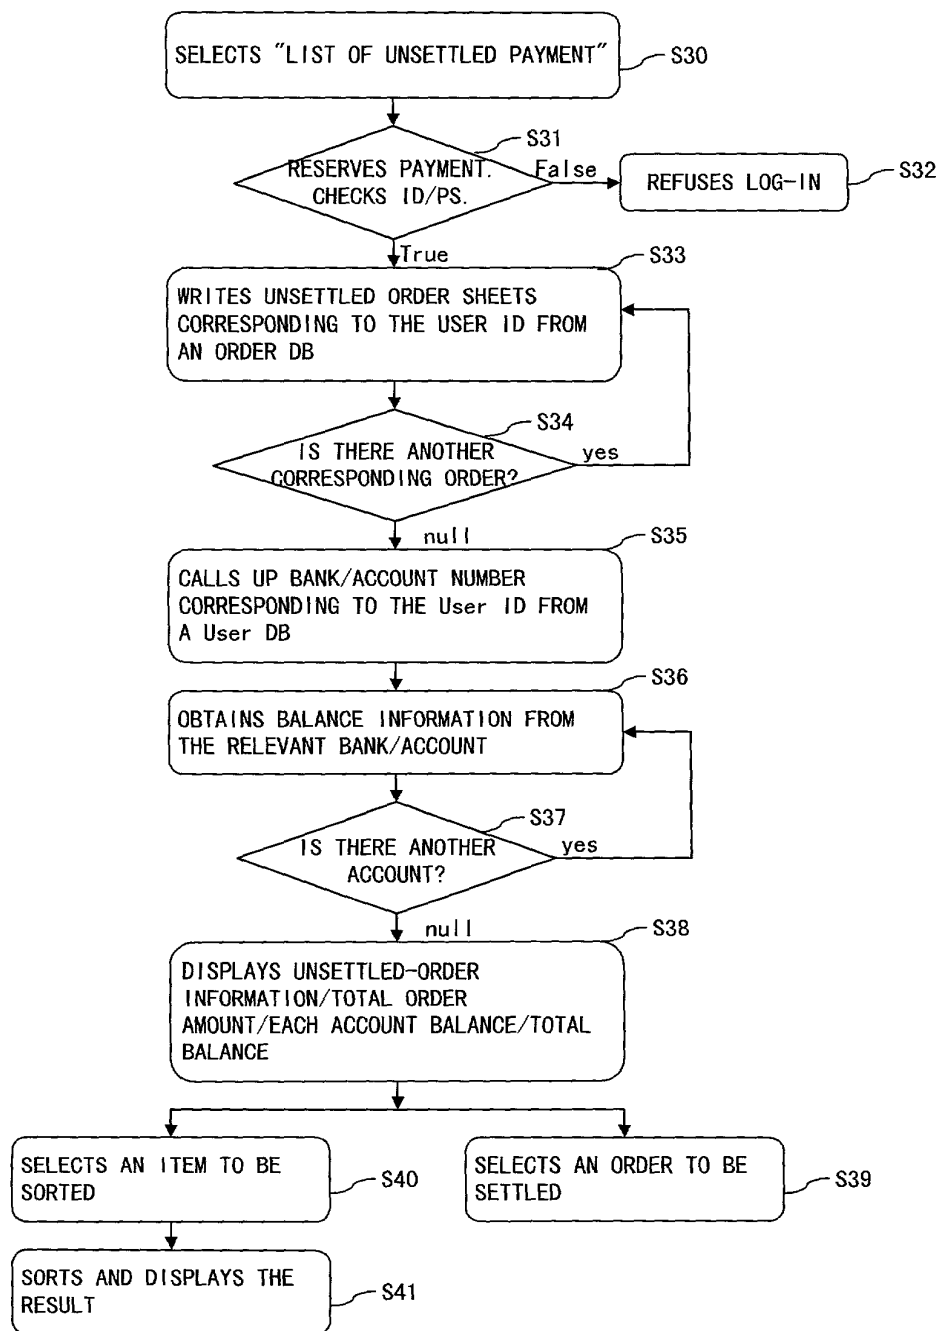 SELECTS "LIST OF UNSETTLED PAYMENT"
S30
S31
RESERVES PAYMENT.
CHECKS ID/PS.
False
REFUSES LOG-IN
S32
True
S33
WRITES UNSETTLED ORDER SHEETS
CORRESPONDING TO THE USER ID FROM
AN ORDER DB
S34
IS THERE ANOTHER
CORRESPONDING ORDER?
yes
null
S35
CALLS UP BANK/ACCOUNT NUMBER
CORRESPONDING TO THE User ID FROM
A User DB
S36
OBTAINS BALANCE INFORMATION FROM
THE RELEVANT BANK/ACCOUNT
S37
IS THERE ANOTHER
ACCOUNT?
yes
null
S38
DISPLAYS UNSETTLED-ORDER
INFORMATION/TOTAL ORDER
AMOUNT/EACH ACCOUNT BALANCE/TOTAL
BALANCE
SELECTS AN ITEM TO BE
SORTED
S40
SELECTS AN ORDER TO BE
SETTLED
S39
SORTS AND DISPLAYS THE
RESULT
S41